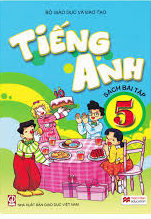 BỘ GIÁO DỤC VÀ ĐÀO TẠO
TIẾNG ANH
SÁCH BÀI TẬP
5
NHÀ XUẤT BẢN GIÁO DỤC VIỆT NAM